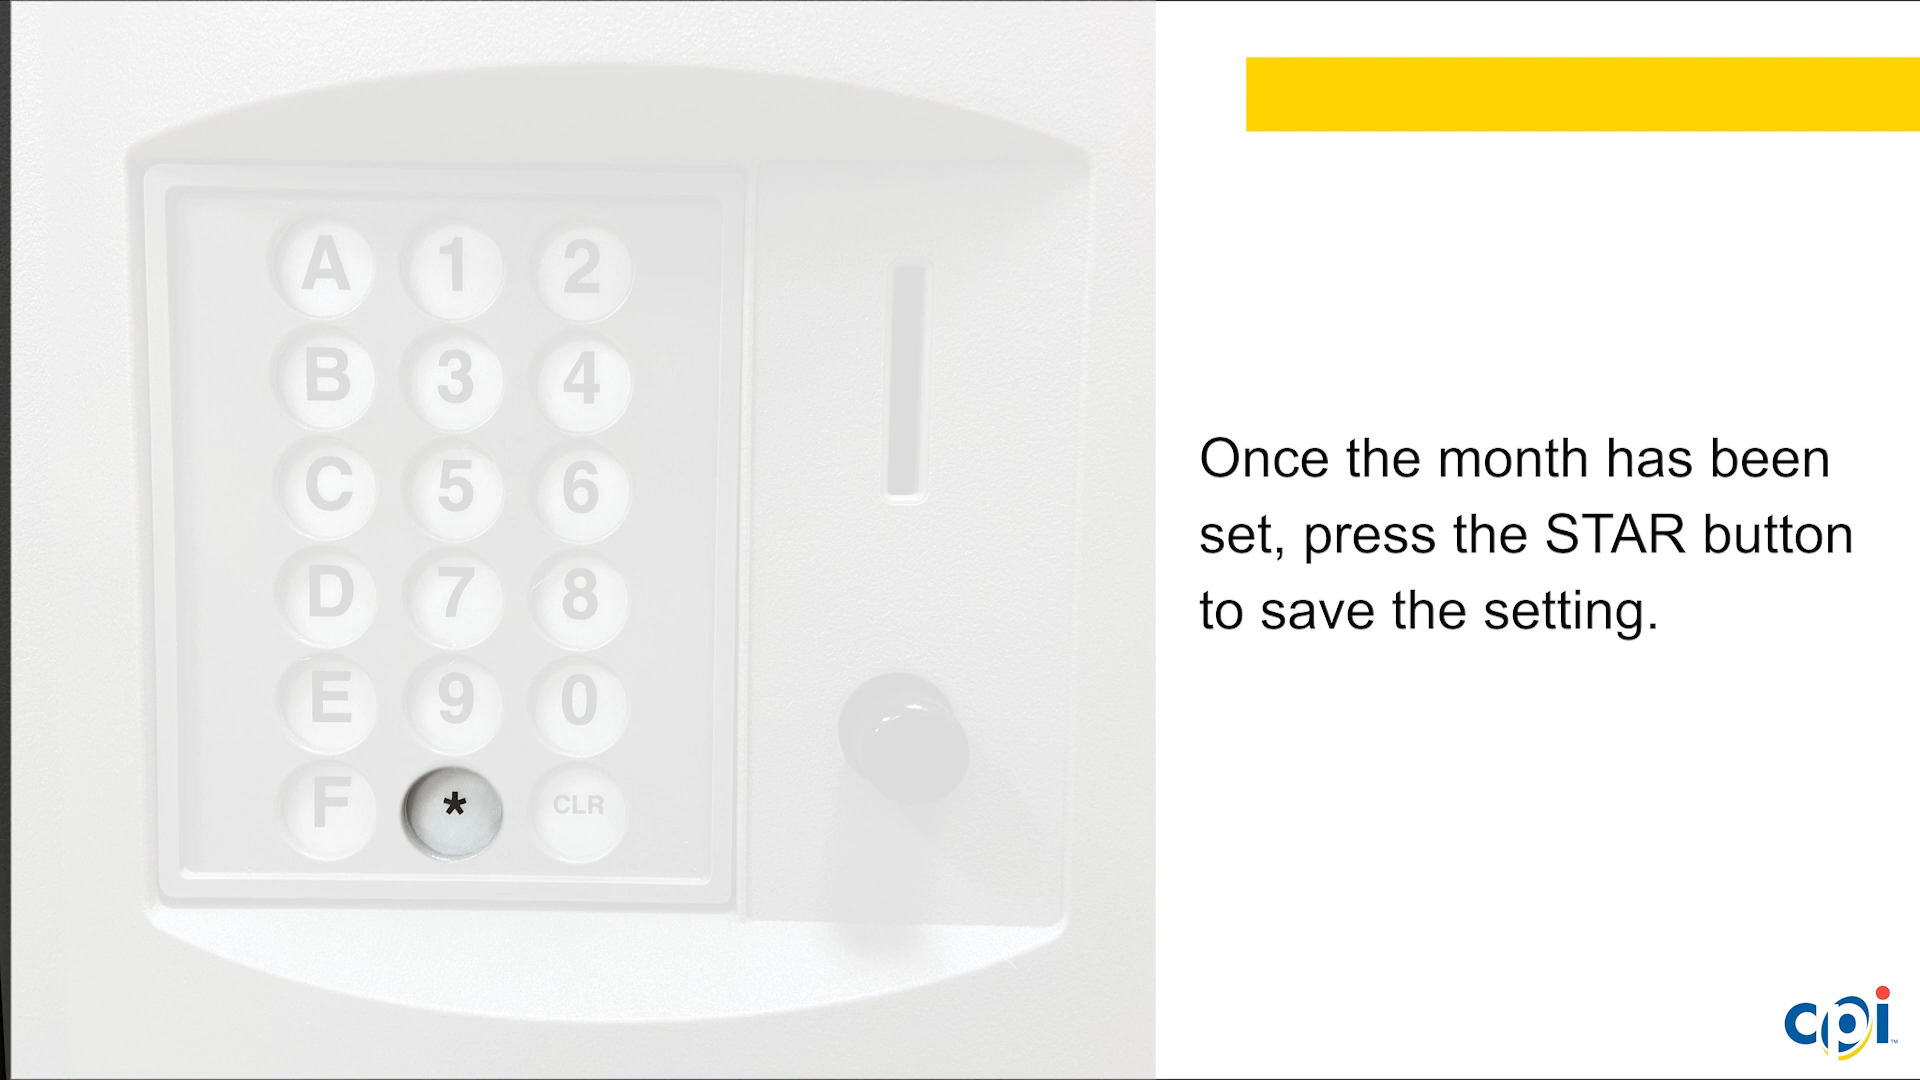 A 1 2
B 3 4
C 5 6
D 7 8
E 9 0
F * CLR
Once the month has been
set, press the STAR button
to save the setting.
cpi™